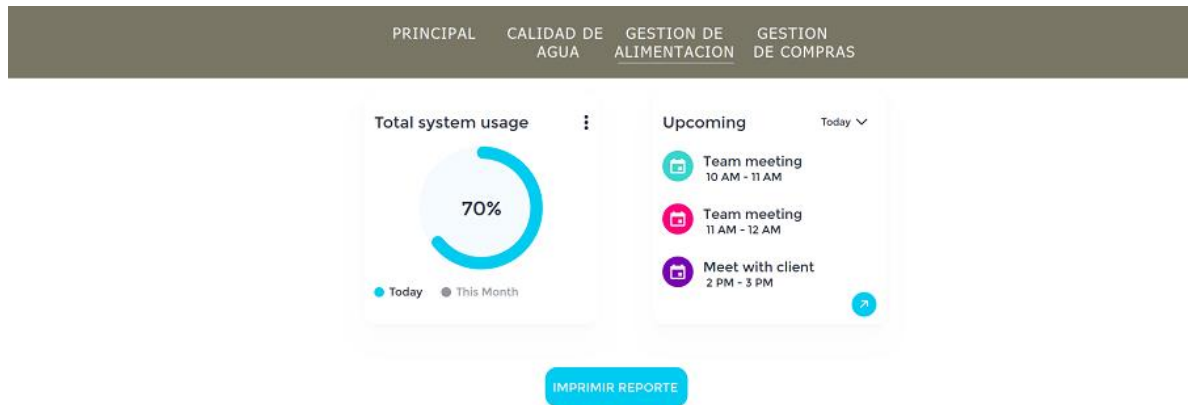 PRINCIPAL
CALIDAD DE
AGUA
GESTION DE
ALIMENTACION
GESTION
DE COMPRAS
Total system usage
70%
Today
This Month
Upcoming
Today
Team meeting
10 AM - 11 AM
Team meeting
11 AM - 12 AM
Meet with client
2 PM - 3 PM
IMPRIMIR REPORTE